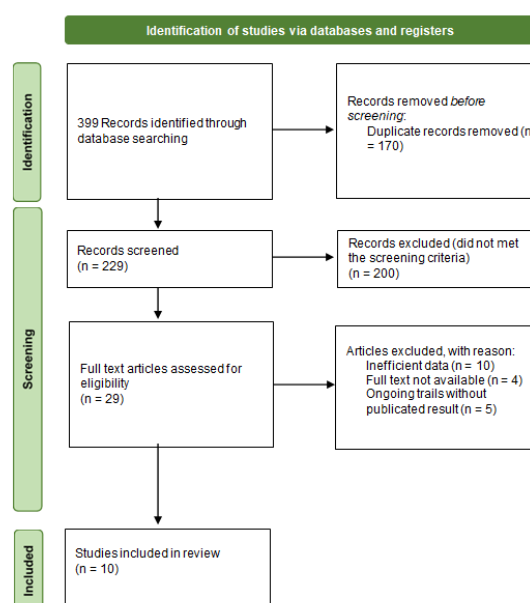 Identification of studies via databases and registers
Identification
399 Records identified through
database searching
Records removed before
screening:
Duplicate records removed (n
= 170)
Screening
Records screened
(n = 229)
Records excluded (did not met
the screening criteria)
(n = 200)
Full text articles assessed for
eligibility
(n = 29)
Articles excluded, with reason:
Inefficient data (n = 10)
Full text not available (n = 4)
Ongoing trails without
publicated result (n = 5)
Included
Studies included in review
(n = 10)